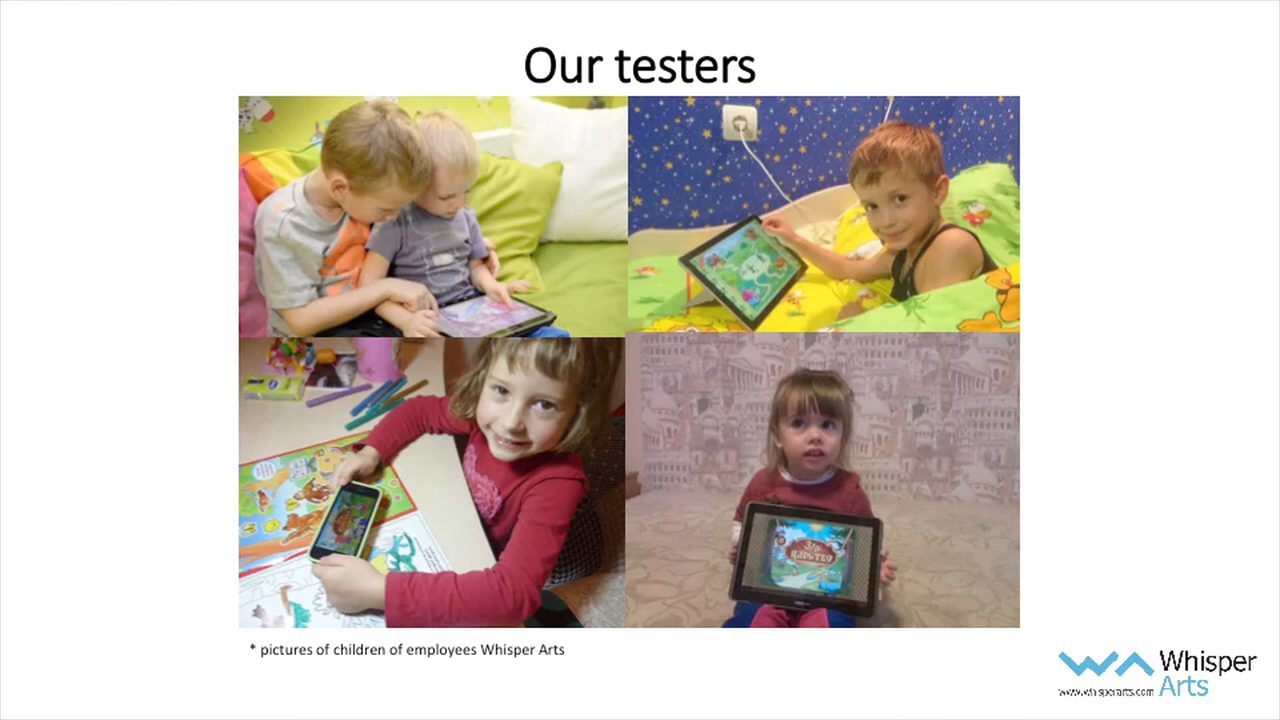 Our testers
* pictures of children of employees Whisper Arts
Whisper
www.whisperarts.com Arts